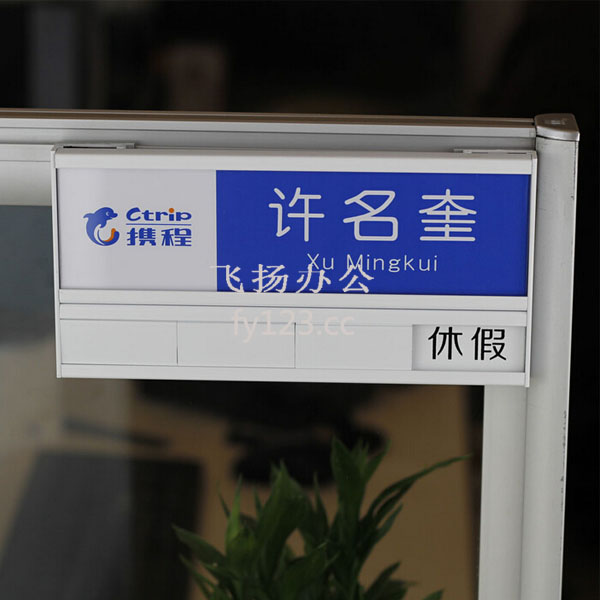 Ctrip
携程
许名奎
Xu Mingkui
飞扬办公
fy123.cc
休假